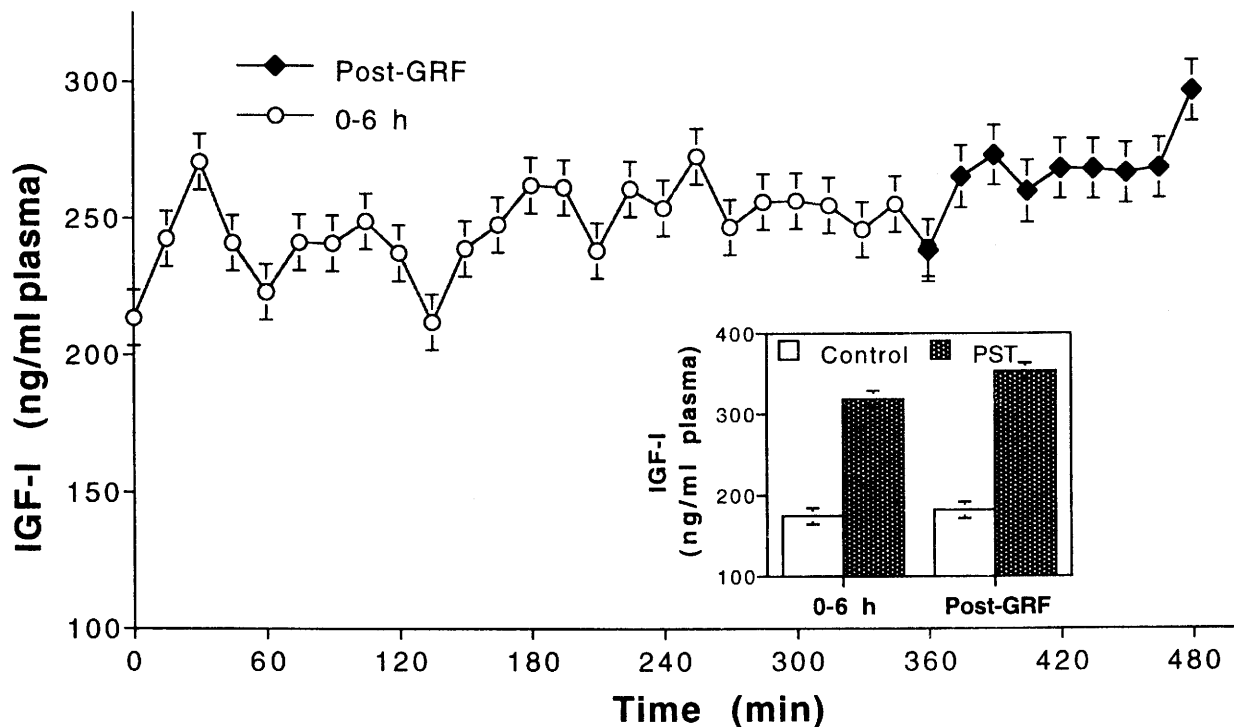 Post-GRF
0-6 h
IGF-I (ng/ml plasma)
300
250
200
150
100
0 60 120 180 240 300 360 420 480
Time (min)
Control PST
IGF-I
(ng/ml plasma)
400
300
200
100
0-6 h Post-GRF